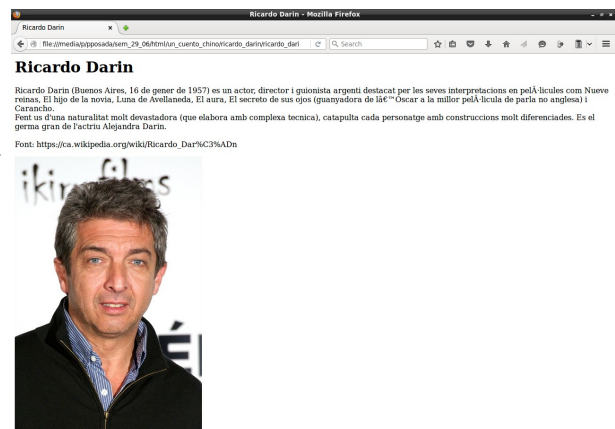 Ricardo Darin - Mozilla Firefox
Ricardo Darin
file:///media/p/pposada/sem_29_06/html/un_cuento_chino/ricardo_darin/ricardo_dari
Search
Ricardo Darin
Ricardo Darin (Buenos Aires, 16 de gener de 1957) es un actor, director i guionista argenti destacat per les seves interpretacions en pelÂ·licules com Nueve
reinas, El hijo de la novia, Luna de Avellaneda, El aura, El secreto de sus ojos (guanyadora de lâ€™Oscar a la millor pelÂ·licula de parla no anglesa) i
Carancho.
Fent us d'una naturalitat molt devastadora (que elabora amb complexa tecnica), catapulta cada personatge amb construccions molt diferenciades. Es el
germa gran de l'actriu Alejandra Darin.
Font: https://ca.wikipedia.org/wiki/Ricardo_Dar%C3%ADn
films